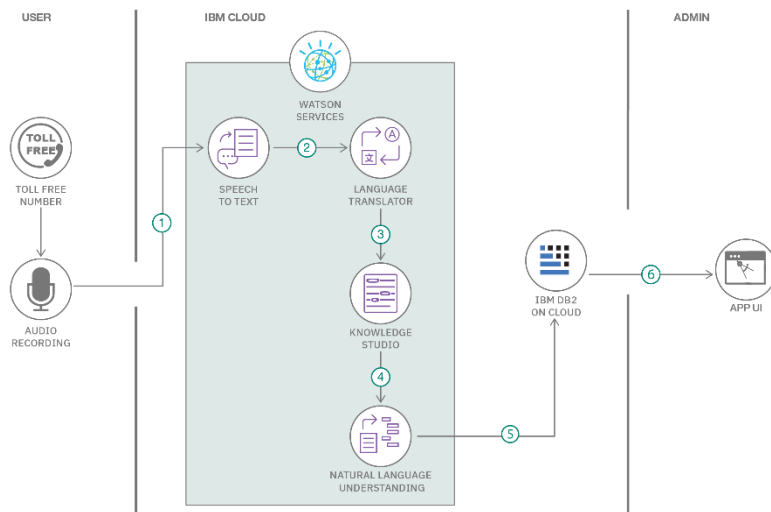 USER
IBM CLOUD
ADMIN
WATSON
SERVICES
TOLL
FREE
TOLL FREE
NUMBER
SPEECH
TO TEXT
2
A
文
LANGUAGE
TRANSLATOR
1
3
AUDIO
RECORDING
KNOWLEDGE
STUDIO
IBM DB2
ON CLOUD
6
APP UI
4
5
NATURAL LANGUAGE
UNDERSTANDING